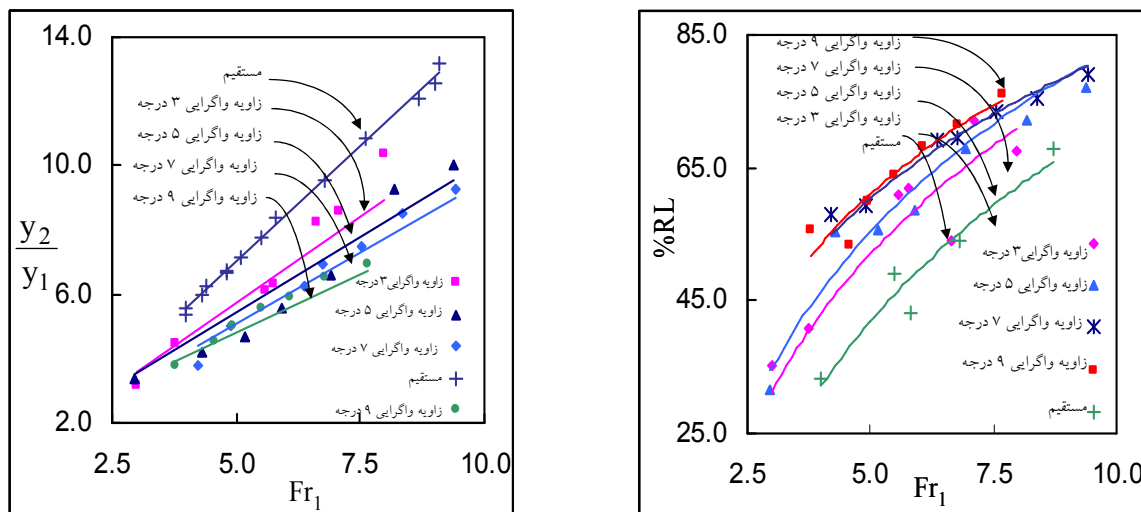 14.0
10.0
6.0
2.0
y₂
y₁
2.5
5.0
7.5
10.0
Fr₁
مستقیم
زاویه واگرایی ۳ درجه
زاویه واگرایی ۵ درجه
زاویه واگرایی ۷ درجه
زاویه واگرایی ۹ درجه
زاویه واگرایی۳درجه
زاویه واگرایی ۵ درجه
زاویه واگرایی ۷ درجه
مستقیم
زاویه واگرایی ۹ درجه
85.0
65.0
45.0
25.0
%RL
2.5
5.0
7.5
10.0
Fr₁
زاویه واگرایی ۹ درجه
زاویه واگرایی ۷ درجه
زاویه واگرایی ۵ درجه
زاویه واگرایی ۳ درجه
مستقیم
زاویه واگرایی۳درجه
زاویه واگرایی ۵ درجه
زاویه واگرایی ۷ درجه
زاویه واگرایی ۹ درجه
مستقیم